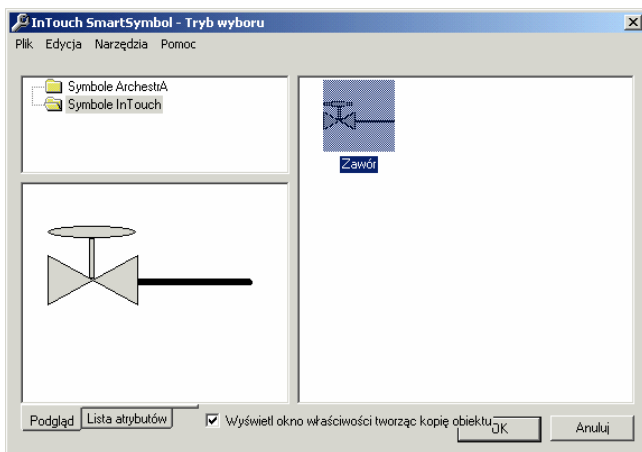 InTouch SmartSymbol - Tryb wyboru
Plik Edycja Narzędzia Pomoc
Symbole ArchestrA
Symbole InTouch
Zawór
Podgląd Lista atrybutów
Wyświetl okno właściwości tworząc kopię obiektu
OK Anuluj